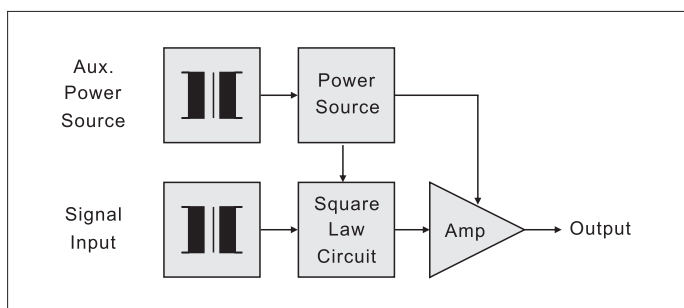 Aux.
Power
Source
Power
Source
Signal
Input
Square
Law
Circuit
Amp
Output